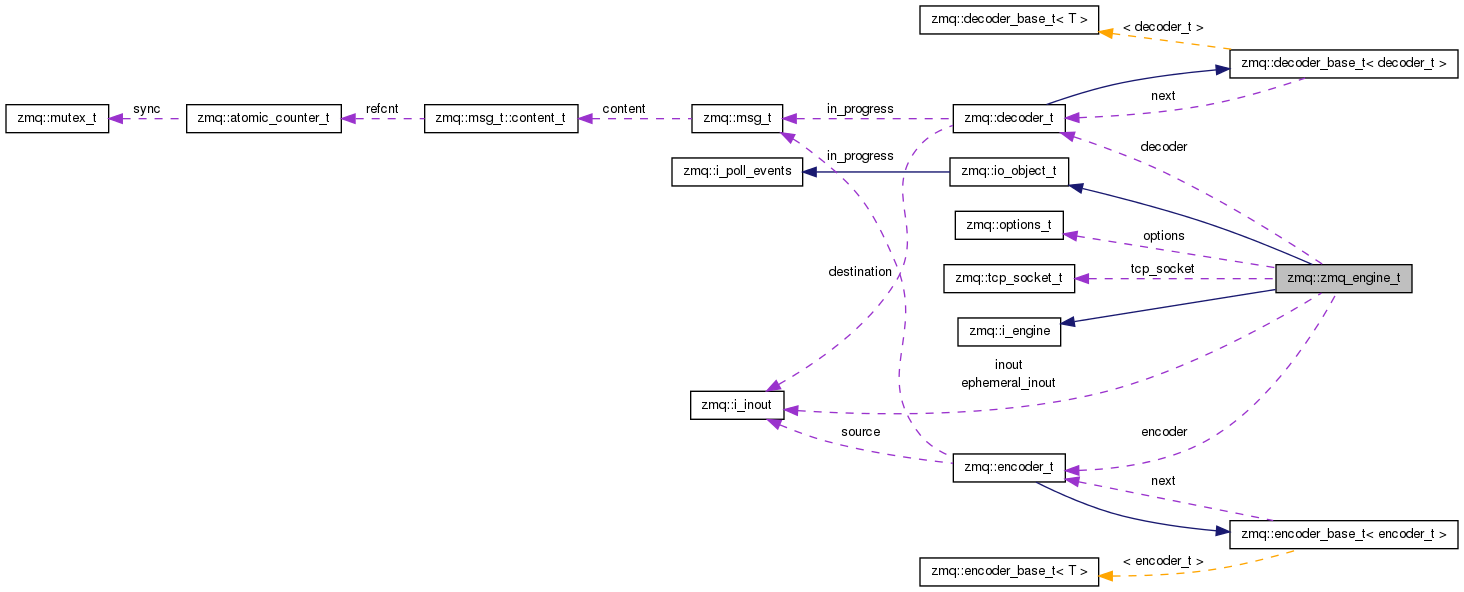 zmq::decoder_base_t< T >
< decoder_t >
zmq::decoder_base_t< decoder_t >
next
zmq::mutex_t
sync
zmq::atomic_counter_t
refcnt
zmq::msg_t::content_t
content
zmq::msg_t
in_progress
zmq::decoder_t
decoder
in_progress
zmq::i_poll_events
zmq::io_object_t
zmq::options_t
options
destination
zmq::tcp_socket_t
tcp_socket
zmq::zmq_engine_t
zmq::i_engine
inout
ephemeral_inout
zmq::i_inout
source
encoder
zmq::encoder_t
next
zmq::encoder_base_t< encoder_t >
< encoder_t >
zmq::encoder_base_t< T >